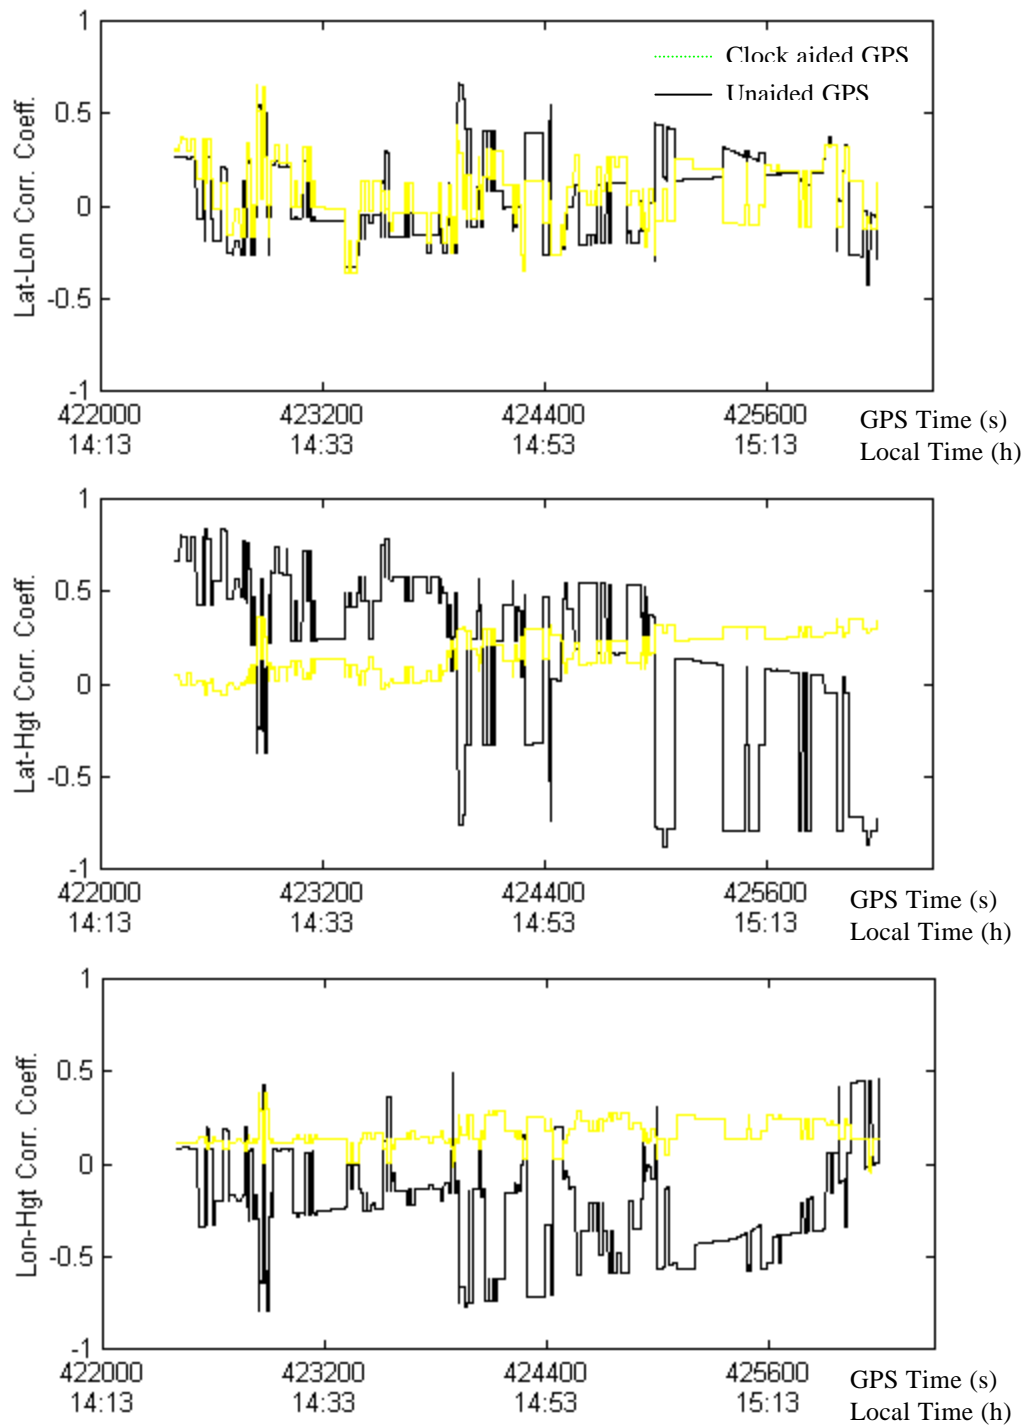 1
Clock aided GPS
Unaided GPS
0.5
Lat-Lon Corr. Coeff.
0
-0.5
-1
422000 423200 424400 425600 GPS Time (s)
14:13 14:33 14:53 15:13 Local Time (h)
1
0.5
Lat-Hgt Corr. Coeff.
0
-0.5
-1
422000 423200 424400 425600 GPS Time (s)
14:13 14:33 14:53 15:13 Local Time (h)
1
0.5
Lon-Hgt Corr. Coeff.
0
-0.5
-1
422000 423200 424400 425600 GPS Time (s)
14:13 14:33 14:53 15:13 Local Time (h)